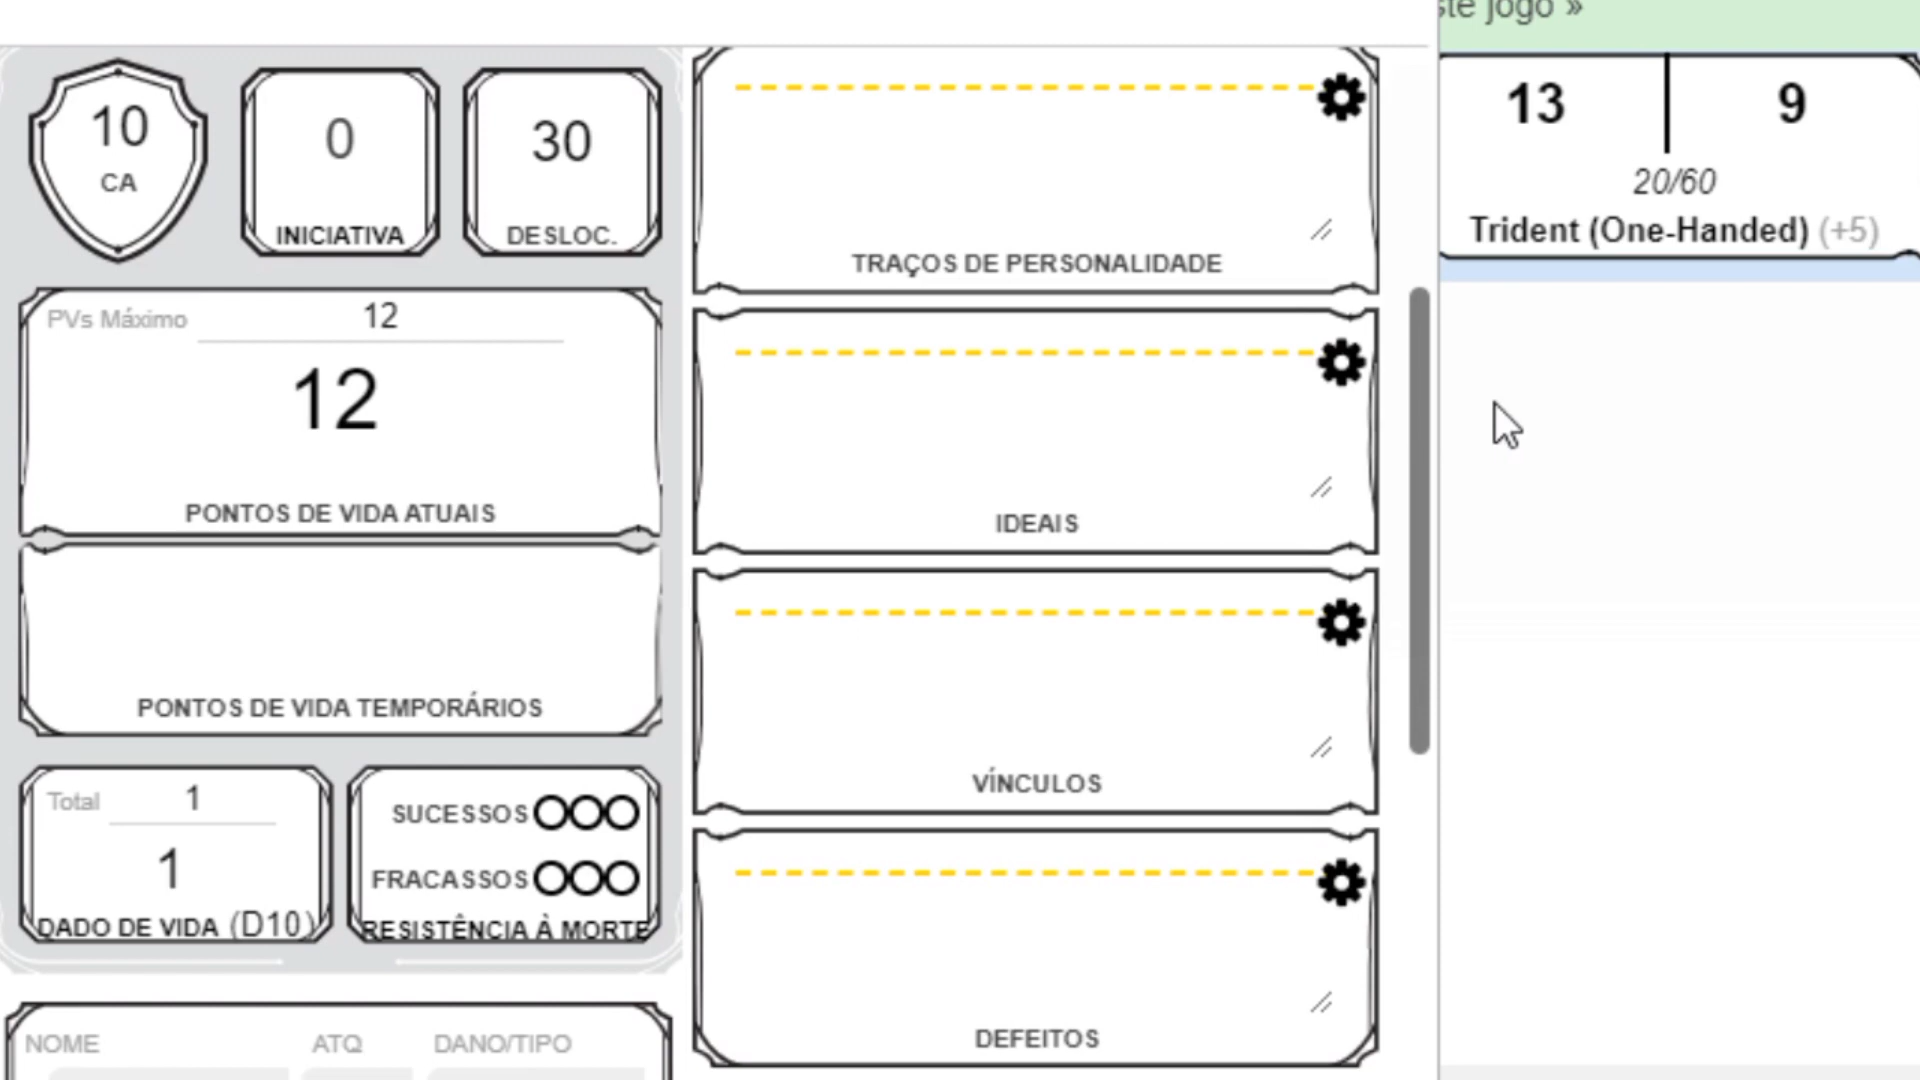 10
CA
0
INICIATIVA
30
DESLOC.
PVs Máximo 12
12
PONTOS DE VIDA ATUAIS
PONTOS DE VIDA TEMPORÁRIOS
Total 1
1
DADO DE VIDA (D10)
SUCESSOS
FRACASSOS
RESISTÊNCIA À MORTE
NOME ATQ DANO/TIPO
TRAÇOS DE PERSONALIDADE
IDEAIS
VÍNCULOS
DEFEITOS
ste jogo »
13 9
20/60
Trident (One-Handed) (+5)